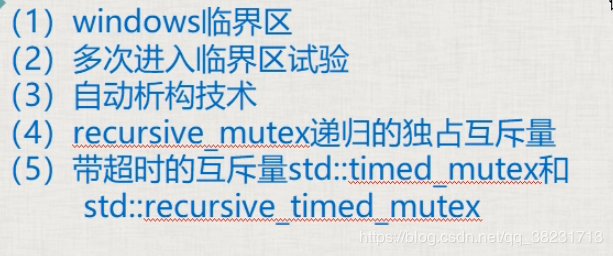 (1) windows临界区
(2) 多次进入临界区试验
(3) 自动析构技术
(4) recursive_mutex递归的独占互斥量
(5) 带超时的互斥量std::timed_mutex和
std::recursive_timed_mutex
https://blog.csdn.net/qq_38231713